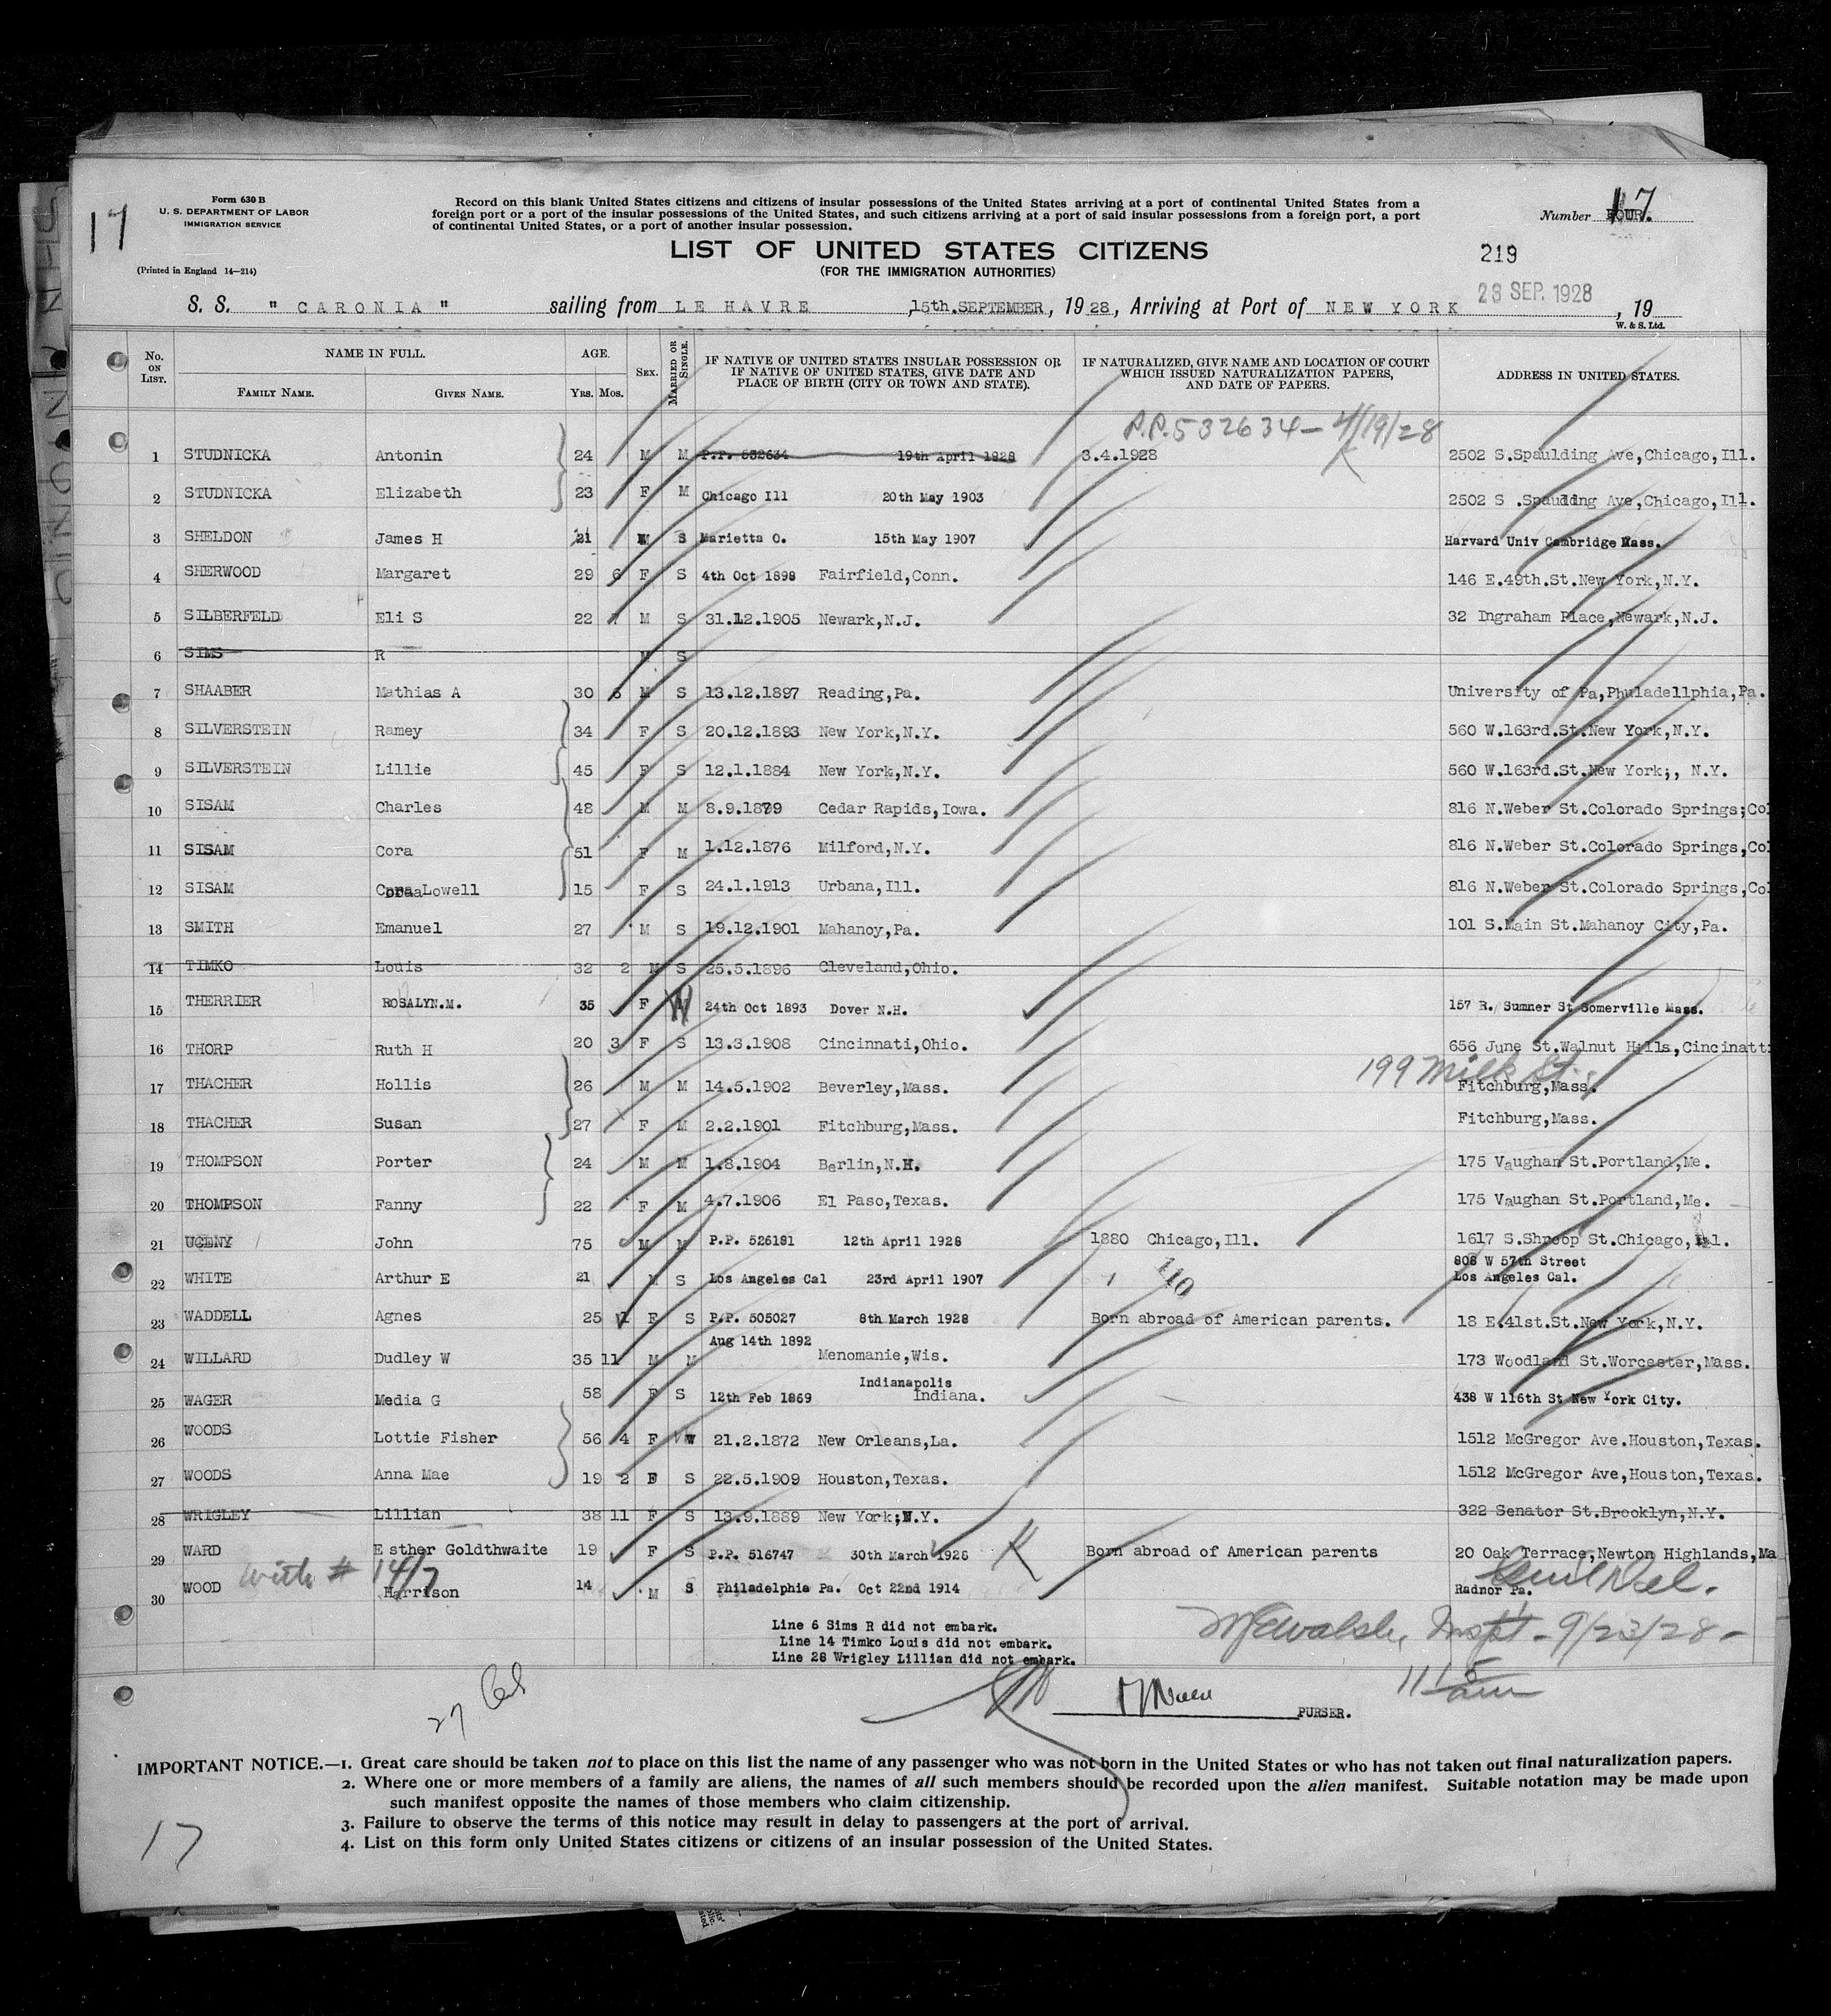 17
Form 630 B
U. S. DEPARTMENT OF LABOR
IMMIGRATION SERVICE
(Printed in England 14—214)
Record on this blank United States citizens and citizens of insular possessions of the United States arriving at a port of continental United States from a
foreign port or a port of the insular possessions of the United States, and such citizens arriving at a port of said insular possessions from a foreign port, a port
of continental United States, or a port of another insular possession.
Number FOUR. 17
LIST OF UNITED STATES CITIZENS
(FOR THE IMMIGRATION AUTHORITIES)
219
S. S. " CARONIA " sailing from LE HAVRE ,15th.SEPTEMBER, 1928, Arriving at Port of NEW YORK 23 SEP. 1928, 19
W. & S. Ltd.
No. ON LIST. NAME IN FULL. FAMILY NAME. GIVEN NAME. AGE. Yrs. Mos. SEX. MARRIED OR SINGLE. IF NATIVE OF UNITED STATES INSULAR POSSESSION OR IF NATIVE OF UNITED STATES, GIVE DATE AND PLACE OF BIRTH (CITY OR TOWN AND STATE). IF NATURALIZED, GIVE NAME AND LOCATION OF COURT WHICH ISSUED NATURALIZATION PAPERS, AND DATE OF PAPERS. ADDRESS IN UNITED STATES.
P.P.532634 - 4/19/28
1 STUDNICKA Antonin 24 M M P.P. 532634 19th April 1928 3.4.1928 2502 S.Spaulding Ave,Chicago,Ill.
2 STUDNICKA Elizabeth 23 F M Chicago Ill 20th May 1903 2502 S .Spaulding Ave,Chicago,Ill.
3 SHELDON James H 21 M S Marietta O. 15th May 1907 Harvard Univ Cambridge Mass.
4 SHERWOOD Margaret 29 6 F S 4th Oct 1898 Fairfield,Conn. 146 E.49th.St.New York,N.Y.
5 SILBERFELD Eli S 22 7 M S 31.12.1905 Newark,N.J. 32 Ingraham Place,Newark,N.J.
6 SIMS R M S
7 SHAABER Mathias A 30 6 M S 13.12.1897 Reading,Pa. University of Pa,Phuladellphia,Pa.
8 SILVERSTEIN Ramey 34 F S 20.12.1893 New York,N.Y. 560 W.163rd.St.New York,N.Y.
9 SILVERSTEIN Lillie 45 F S 12.1.1884 New York,N.Y. 560 W.163rd.St.New York;, N.Y.
10 SISAM Charles 48 M M 8.9.1879 Cedar Rapids,Iowa. 816 N.Weber St.Colorado Springs;Col
11 SISAM Cora 51 F M 1.12.1876 Milford,N.Y. 816 N.Weber St.Colorado Springs,Col
12 SISAM Cora Lowell 15 F S 24.1.1913 Urbana,Ill. 816 N.Weber St.Colorado Springs,Col
13 SMITH Emanuel 27 M S 19.12.1901 Mahanoy,Pa. 101 S.Main St.Mahanoy City,Pa.
14 TIMKO Louis 32 2 M S 25.5.1896 Cleveland,Ohio.
15 THERRIER ROSALYN.M. 35 F W 24th Oct 1893 Dover N.H. 157 R. Sumner St Somerville Mass.
16 THORP Ruth H 20 3 F S 13.3.1908 Cincinnati,Ohio. 656 June St.Walnut Hills,Cincinatti
199 Milk St.
17 THACHER Hollis 26 M M 14.5.1902 Beverley,Mass. Fitchburg,Mass.
18 THACHER Susan 27 F M 2.2.1901 Fitchburg,Mass. Fitchburg,Mass.
19 THOMPSON Porter 24 M M 1.8.1904 Berlin,N.H. 175 Vaughan St.Portland,Me.
20 THOMPSON Fanny 22 F M 4.7.1906 El Paso,Texas. 175 Vaughan St.Portland,Me.
21 UCENY John 75 M M P.P. 526181 12th April 1928 1880 Chicago,Ill. 1617 S.Shroop St.Chicago,Ill.
22 WHITE Arthur E 21 M S Los Angeles Cal 23rd April 1907 110 808 W 57th Street Los Angeles Cal.
23 WADDELL Agnes 25 1 F S P.P. 505027 8th March 1928 Born abroad of American parents. 18 E.41st.St.New York,N.Y.
24 WILLARD Dudley W 35 11 M M Aug 14th 1892 Menomanie,Wis. 173 Woodland St.Worcester,Mass.
25 WAGER Media G 58 F S 12th Feb 1869 Indianapolis Indiana. 438 W 116th St New York City.
26 WOODS Lottie Fisher 56 4 F W 21.2.1872 New Orleans,La. 1512 McGregor Ave.Houston,Texas.
27 WOODS Anna Mae 19 2 F S 22.5.1909 Houston,Texas. 1512 McGregor Ave,Houston,Texas.
28 WRIGLEY Lillian 38 11 F S 13.9.1889 New York;N.Y. 322 Senator St.Brooklyn,N.Y.
29 WARD Esther Goldthwaite 19 F S P.P. 516747 30th March 1928 Born abroad of American parents 20 Oak Terrace,Newton Highlands,Ma
with # 14/7
30 WOOD Harrison 14 M S Philadelphia Pa. Oct 22nd 1914 Radnor Pa.
Line 6 Sims R did not embark.
Line 14 Timko Louis did not embark.
Line 28 Wrigley Lillian did not embark.
Inspt - 9/23/28 -
PURSER.
27
IMPORTANT NOTICE.—1. Great care should be taken not to place on this list the name of any passenger who was not born in the United States or who has not taken out final naturalization papers.
2. Where one or more members of a family are aliens, the names of all such members should be recorded upon the alien manifest. Suitable notation may be made upon
such manifest opposite the names of those members who claim citizenship.
3. Failure to observe the terms of this notice may result in delay to passengers at the port of arrival.
4. List on this form only United States citizens or citizens of an insular possession of the United States.
17